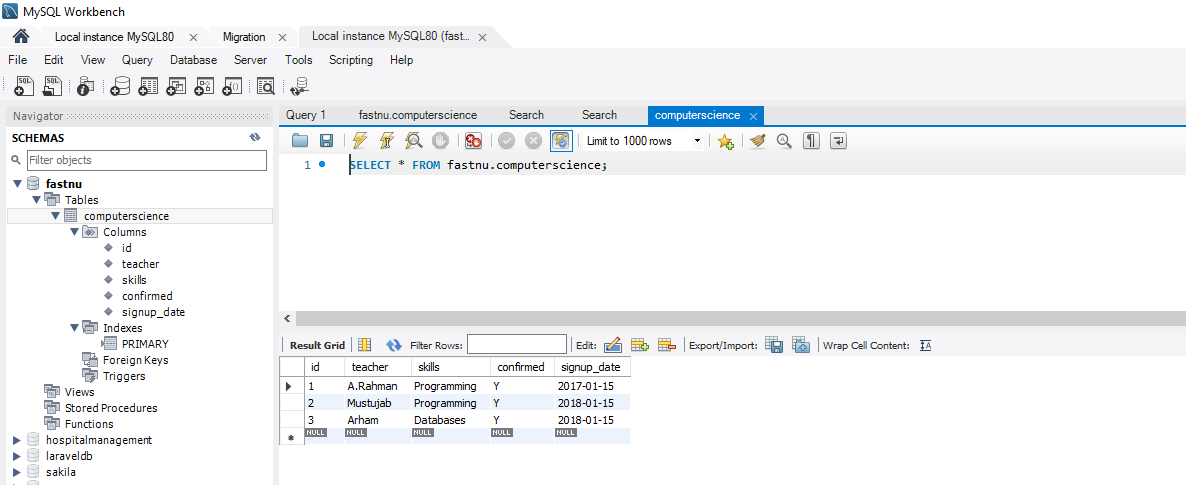 MySQL Workbench
Local instance MySQL80 Migration Local instance MySQL80 (fast...
File Edit View Query Database Server Tools Scripting Help
Navigator
SCHEMAS
Filter objects
fastnu
Tables
computerscience
Columns
id
teacher
skills
confirmed
signup_date
Indexes
PRIMARY
Foreign Keys
Triggers
Views
Stored Procedures
Functions
hospitalmanagement
laraveldb
sakila
Query 1 fastnu.computerscience Search Search computerscience
Limit to 1000 rows
1 SELECT * FROM fastnu.computerscience;
Result Grid Filter Rows: Edit: Export/Import: Wrap Cell Content:
id teacher skills confirmed signup_date
1 A.Rahman Programming Y 2017-01-15
2 Mustujab Programming Y 2018-01-15
3 Arham Databases Y 2018-01-15
NULL NULL NULL NULL NULL